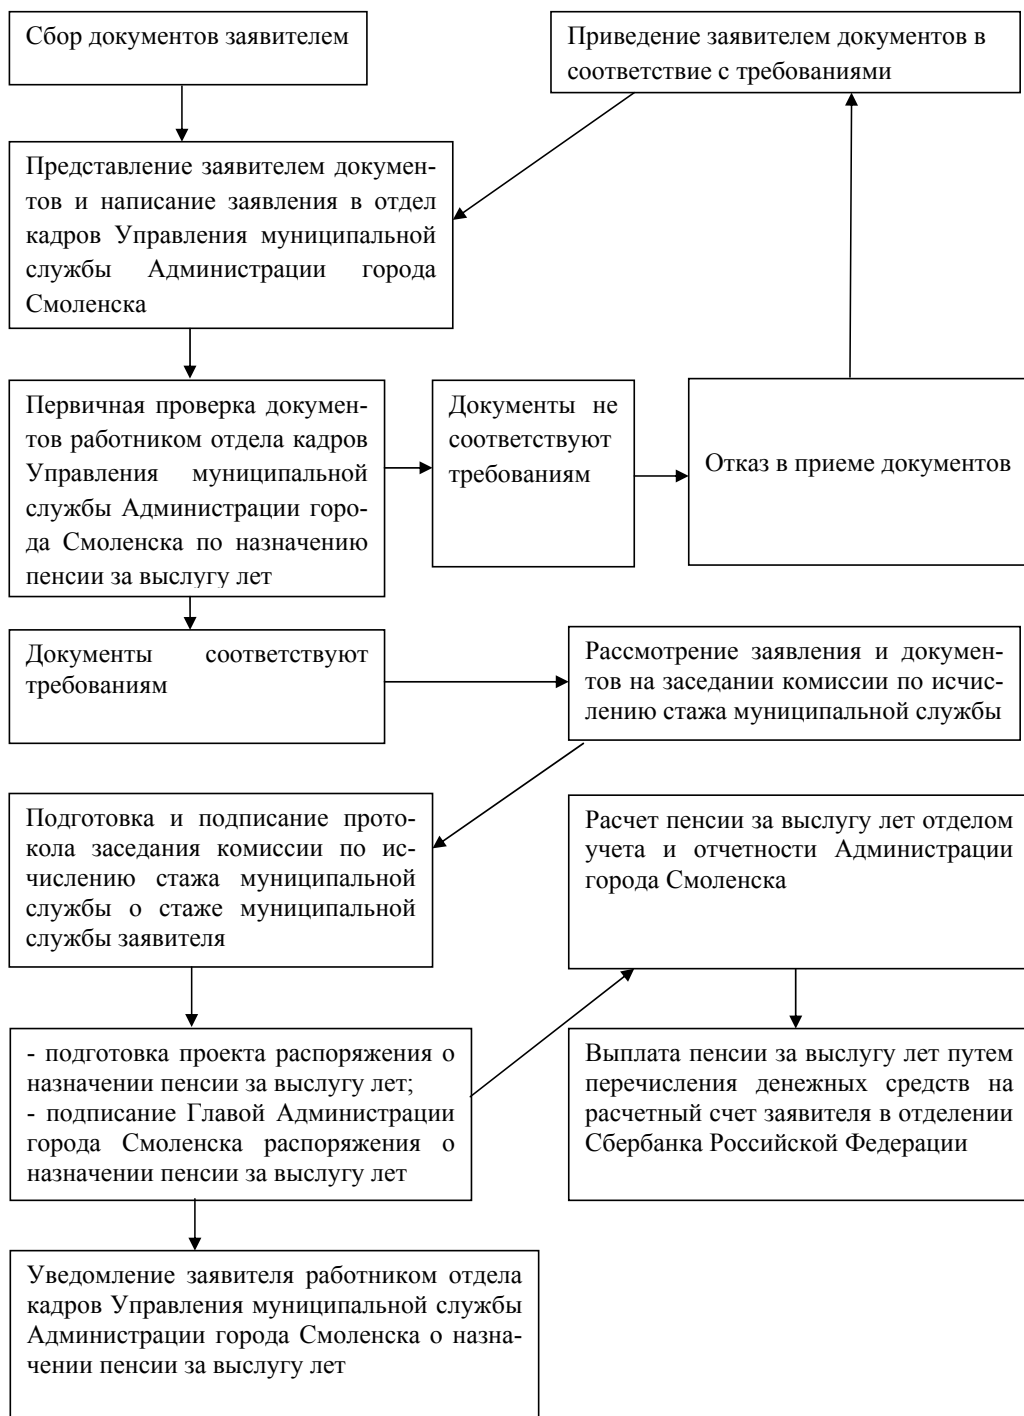 Сбор документов заявителем
Приведение заявителем документов в
соответствие с требованиями
Представление заявителем докумен-
тов и написание заявления в отдел
кадров Управления муниципальной
службы Администрации города
Смоленска
Первичная проверка докумен-
тов работником отдела кадров
Управления муниципальной
службы Администрации горо-
да Смоленска по назначению
пенсии за выслугу лет
Документы не
соответствуют
требованиям
Отказ в приеме документов
Документы соответствуют
требованиям
Рассмотрение заявления и докумен-
тов на заседании комиссии по исчис-
лению стажа муниципальной службы
Подготовка и подписание прото-
кола заседания комиссии по ис-
числению стажа муниципальной
службы о стаже муниципальной
службы заявителя
Расчет пенсии за выслугу лет отделом
учета и отчетности Администрации
города Смоленска
- подготовка проекта распоряжения о
назначении пенсии за выслугу лет;
- подписание Главой Администрации
города Смоленска распоряжения о
назначении пенсии за выслугу лет
Выплата пенсии за выслугу лет путем
перечисления денежных средств на
расчетный счет заявителя в отделении
Сбербанка Российской Федерации
Уведомление заявителя работником отдела
кадров Управления муниципальной службы
Администрации города Смоленска о назна-
чении пенсии за выслугу лет